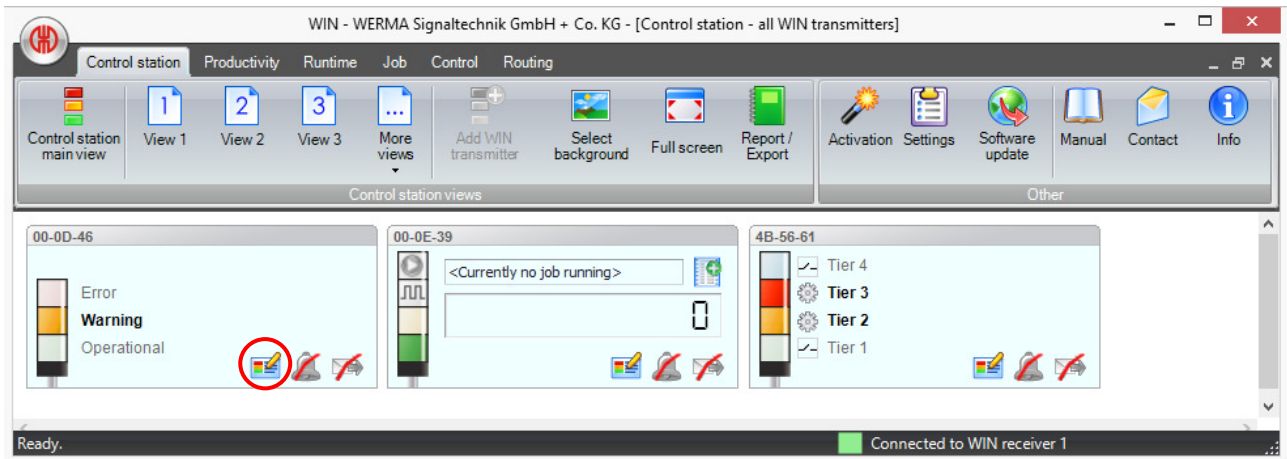 WIN - WERMA Signaltechnik GmbH + Co. KG - [Control station - all WIN transmitters]
Control station Productivity Runtime Job Control Routing
Control station
main view
View 1
View 2
View 3
More
views
Add WIN
transmitter
Select
background
Full screen
Report /
Export
Activation
Settings
Software
update
Manual
Contact
Info
Control station views
Other
00-0D-46
Error
Warning
Operational
00-0E-39
<Currently no job running>
0
4B-56-61
Tier 4
Tier 3
Tier 2
Tier 1
Ready.
Connected to WIN receiver 1